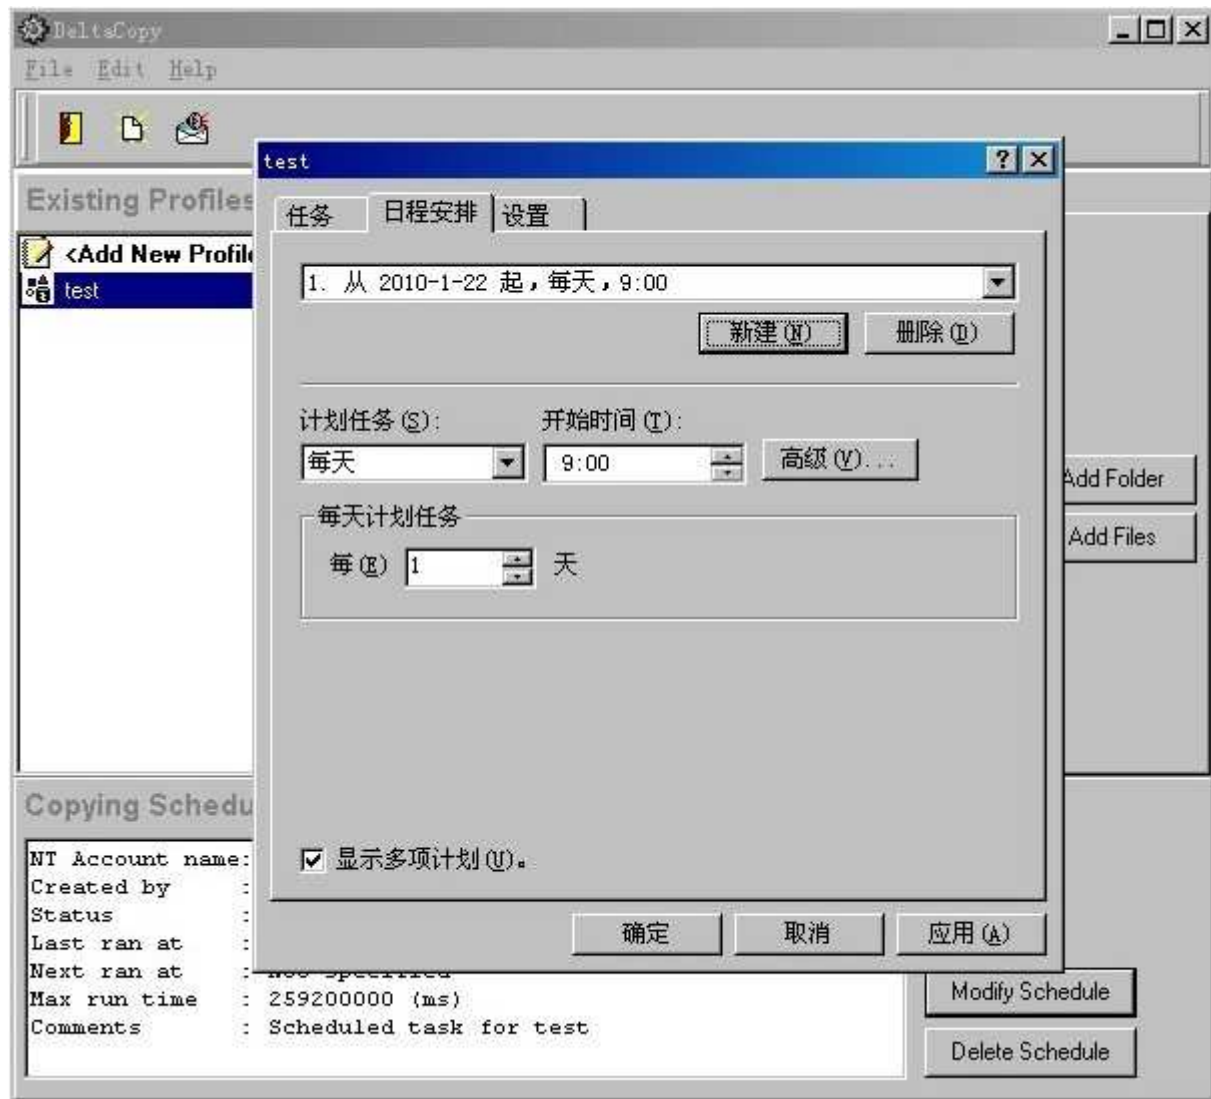 DeltaCopy
File Edit Help
test
Existing Profiles
任务 日程安排 设置
<Add New Profile
test
1. 从 2010-1-22 起，每天，9:00
新建(N) 删除(D)
计划任务(S): 开始时间(T):
每天 9:00 高级(V)...
Add Folder
每天计划任务
Add Files
每(E) 1 天
Copying Schedu
显示多项计划(U)。
NT Account name:
Created by :
Status :
确定 取消 应用(A)
Last ran at :
Next ran at : Not Specified
Max run time : 259200000 (ms)
Comments : Scheduled task for test
Modify Schedule
Delete Schedule